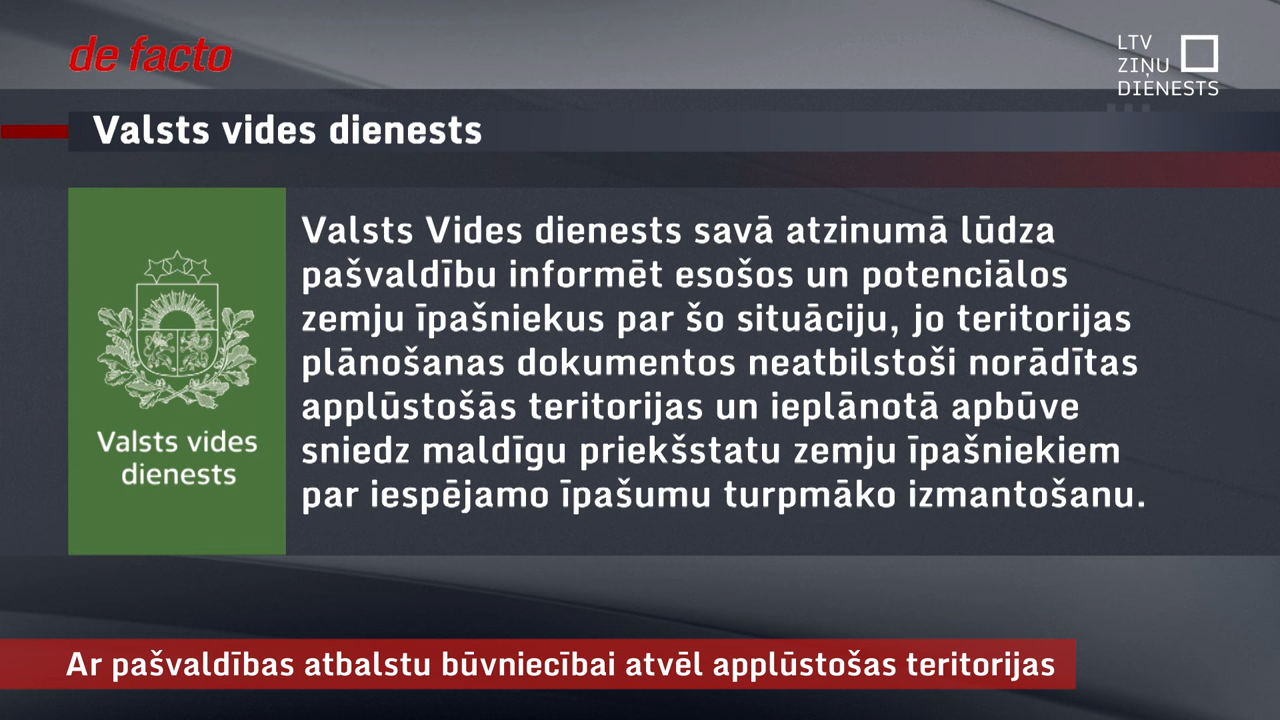 de facto
LTV
ZIŅU
DIENESTS
Valsts vides dienests
Valsts Vides dienests savā atzinumā lūdza
pašvaldību informēt esošos un potenciālos
zemju īpašniekus par šo situāciju, jo teritorijas
plānošanas dokumentos neatbilstoši norādītas
applūstošās teritorijas un ieplānotā apbūve
sniedz maldīgu priekšstatu zemju īpašniekiem
par iespējamo īpašumu turpmāko izmantošanu.
Valsts vides
dienests
Ar pašvaldības atbalstu būvniecībai atvēl applūstošas teritorijas